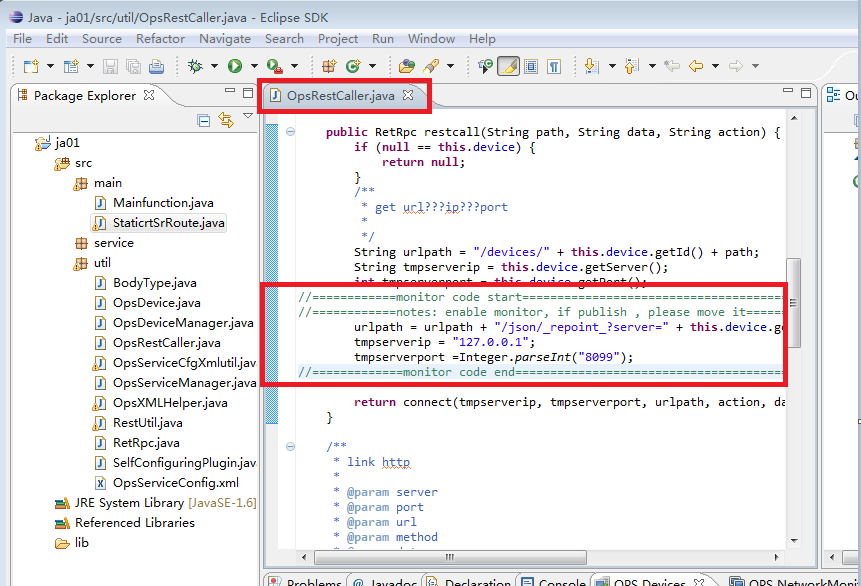 Java - ja01/src/util/OpsRestCaller.java - Eclipse SDK
File Edit Source Refactor Navigate Search Project Run Window Help
Package Explorer
ja01
src
main
Mainfunction.java
StaticrtSrRoute.java
service
util
BodyType.java
OpsDevice.java
OpsDeviceManager.java
OpsRestCaller.java
OpsServiceCfgXmlutil.java
OpsServiceManager.java
OpsXMLHelper.java
RestUtil.java
RetRpc.java
SelfConfiguringPlugin.java
OpsServiceConfig.xml
JRE System Library [JavaSE-1.6]
Referenced Libraries
lib
OpsRestCaller.java
public RetRpc restcall(String path, String data, String action) {
if (null == this.device) {
return null;
}
/**
* get url???ip???port
*
*/
String urlpath = "/devices/" + this.device.getId() + path;
String tmpserverip = this.device.getServer();
int tmpserverport = this.device.getPort();
//============monitor code start====================================
//============notes: enable monitor, if publish , please move it======
urlpath = urlpath + "/json/_repoint_?server=" + this.device.ge
tmpserverip = "127.0.0.1";
tmpserverport =Integer.parseInt("8099");
//=============monitor code end=====================================
return connect(tmpserverip, tmpserverport, urlpath, action, da
}
/**
* link http
*
* @param server
* @param port
* @param url
* @param method
Ou
Problems Javadoc Declaration Console OPS Devices OPS NetworkMoni